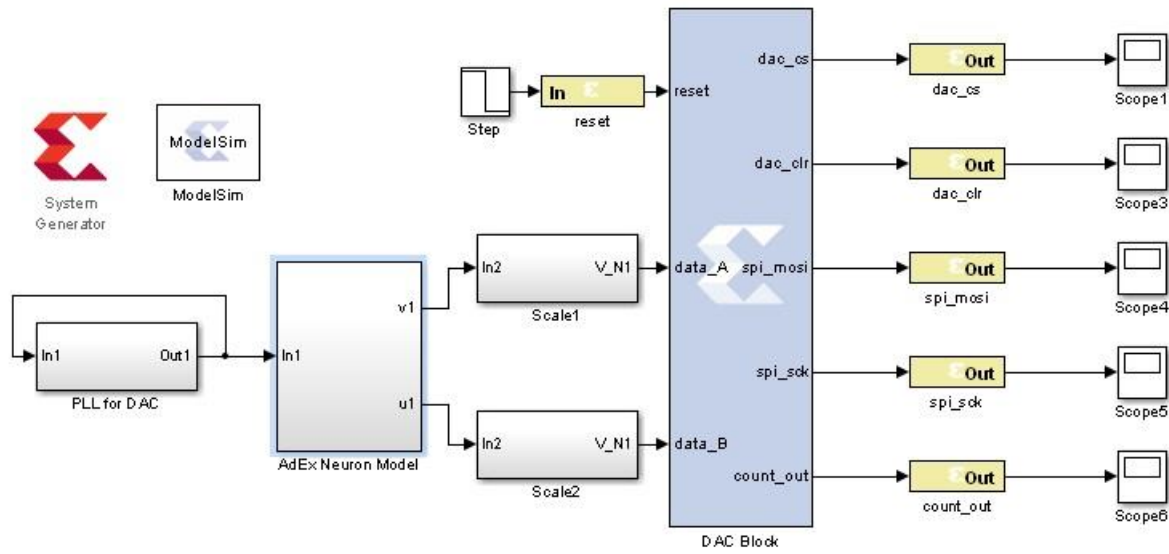 System
Generator
ModelSim
ModelSim
Step
In
reset
reset
data_A
data_B
dac_cs
dac_clr
spi_mosi
spi_sck
count_out
DAC Block
Out
dac_cs
Scope1
Out
dac_clr
Scope3
Out
spi_mosi
Scope4
Out
spi_sck
Scope5
Out
count_out
Scope6
In1
Out1
PLL for DAC
In1
v1
u1
AdEx Neuron Model
In2
V_N1
Scale1
In2
V_N1
Scale2